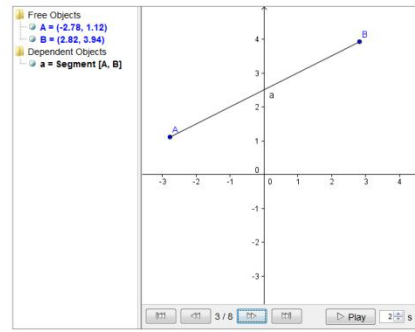 Free Objects
A = (-2.78, 1.12)
B = (2.82, 3.94)
Dependent Objects
a = Segment [A, B]
4
B
3
a
2
A
1
0
-3 -2 -1 0 1 2 3 4
-1
-2
-3
3 / 8
Play
2 s